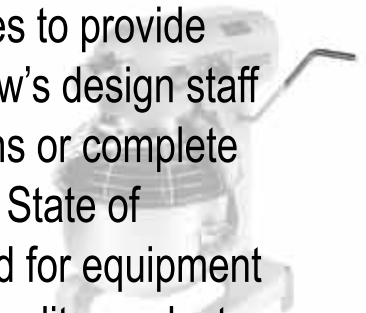 es to provide
w's design staff
ns or complete
State of
d for equipment